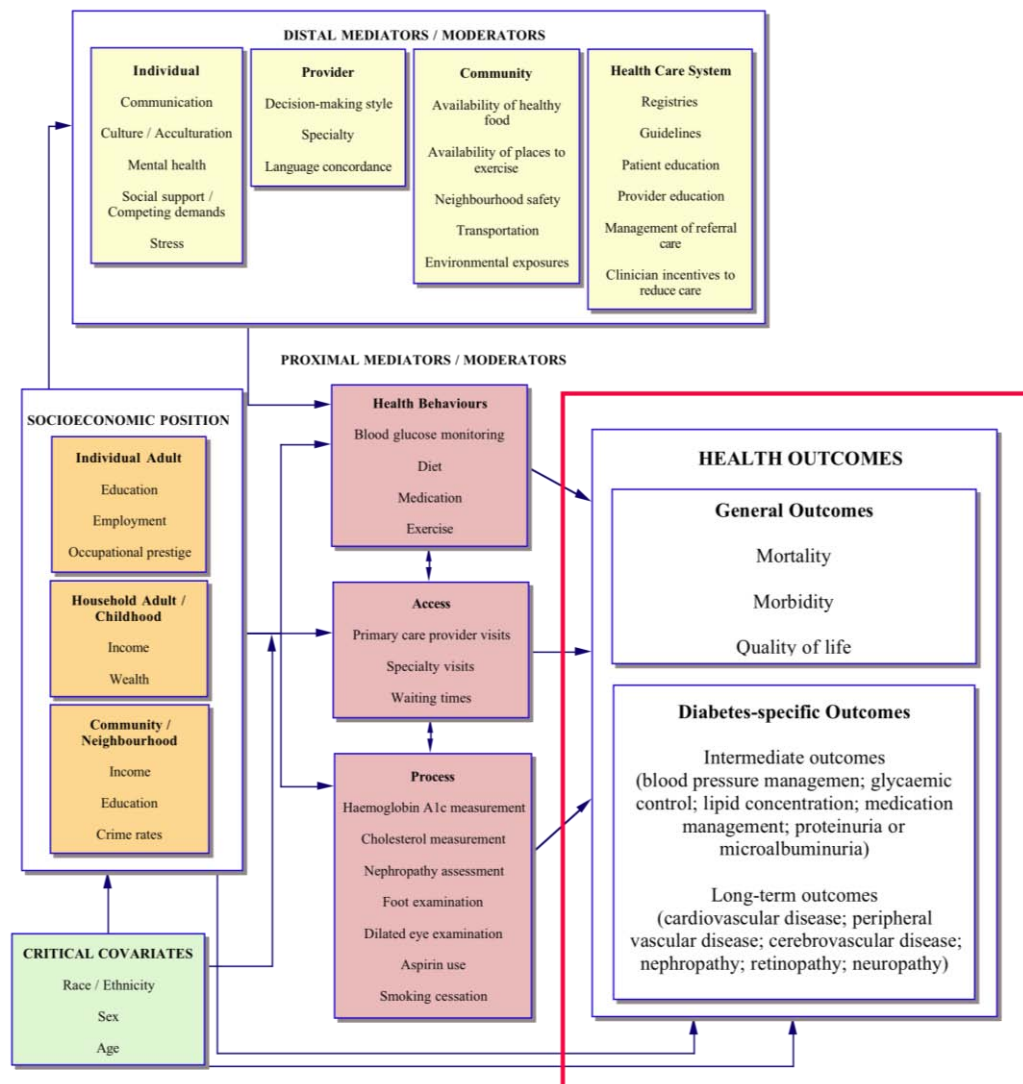 DISTAL MEDIATORS / MODERATORS
Individual
Communication
Culture / Acculturation
Mental health
Social support /
Competing demands
Stress
Provider
Decision-making style
Specialty
Language concordance
Community
Availability of healthy
food
Availability of places to
exercise
Neighbourhood safety
Transportation
Environmental exposures
Health Care System
Registries
Guidelines
Patient education
Provider education
Management of referral
care
Clinician incentives to
reduce care
PROXIMAL MEDIATORS / MODERATORS
SOCIOECONOMIC POSITION
Individual Adult
Education
Employment
Occupational prestige
Household Adult /
Childhood
Income
Wealth
Community /
Neighbourhood
Income
Education
Crime rates
CRITICAL COVARIATES
Race / Ethnicity
Sex
Age
Health Behaviours
Blood glucose monitoring
Diet
Medication
Exercise
Access
Primary care provider visits
Specialty visits
Waiting times
Process
Haemoglobin A1c measurement
Cholesterol measurement
Nephropathy assessment
Foot examination
Dilated eye examination
Aspirin use
Smoking cessation
HEALTH OUTCOMES
General Outcomes
Mortality
Morbidity
Quality of life
Diabetes-specific Outcomes
Intermediate outcomes
(blood pressure managemen; glycaemic
control; lipid concentration; medication
management; proteinuria or
microalbuminuria)
Long-term outcomes
(cardiovascular disease; peripheral
vascular disease; cerebrovascular disease;
nephropathy; retinopathy; neuropathy)